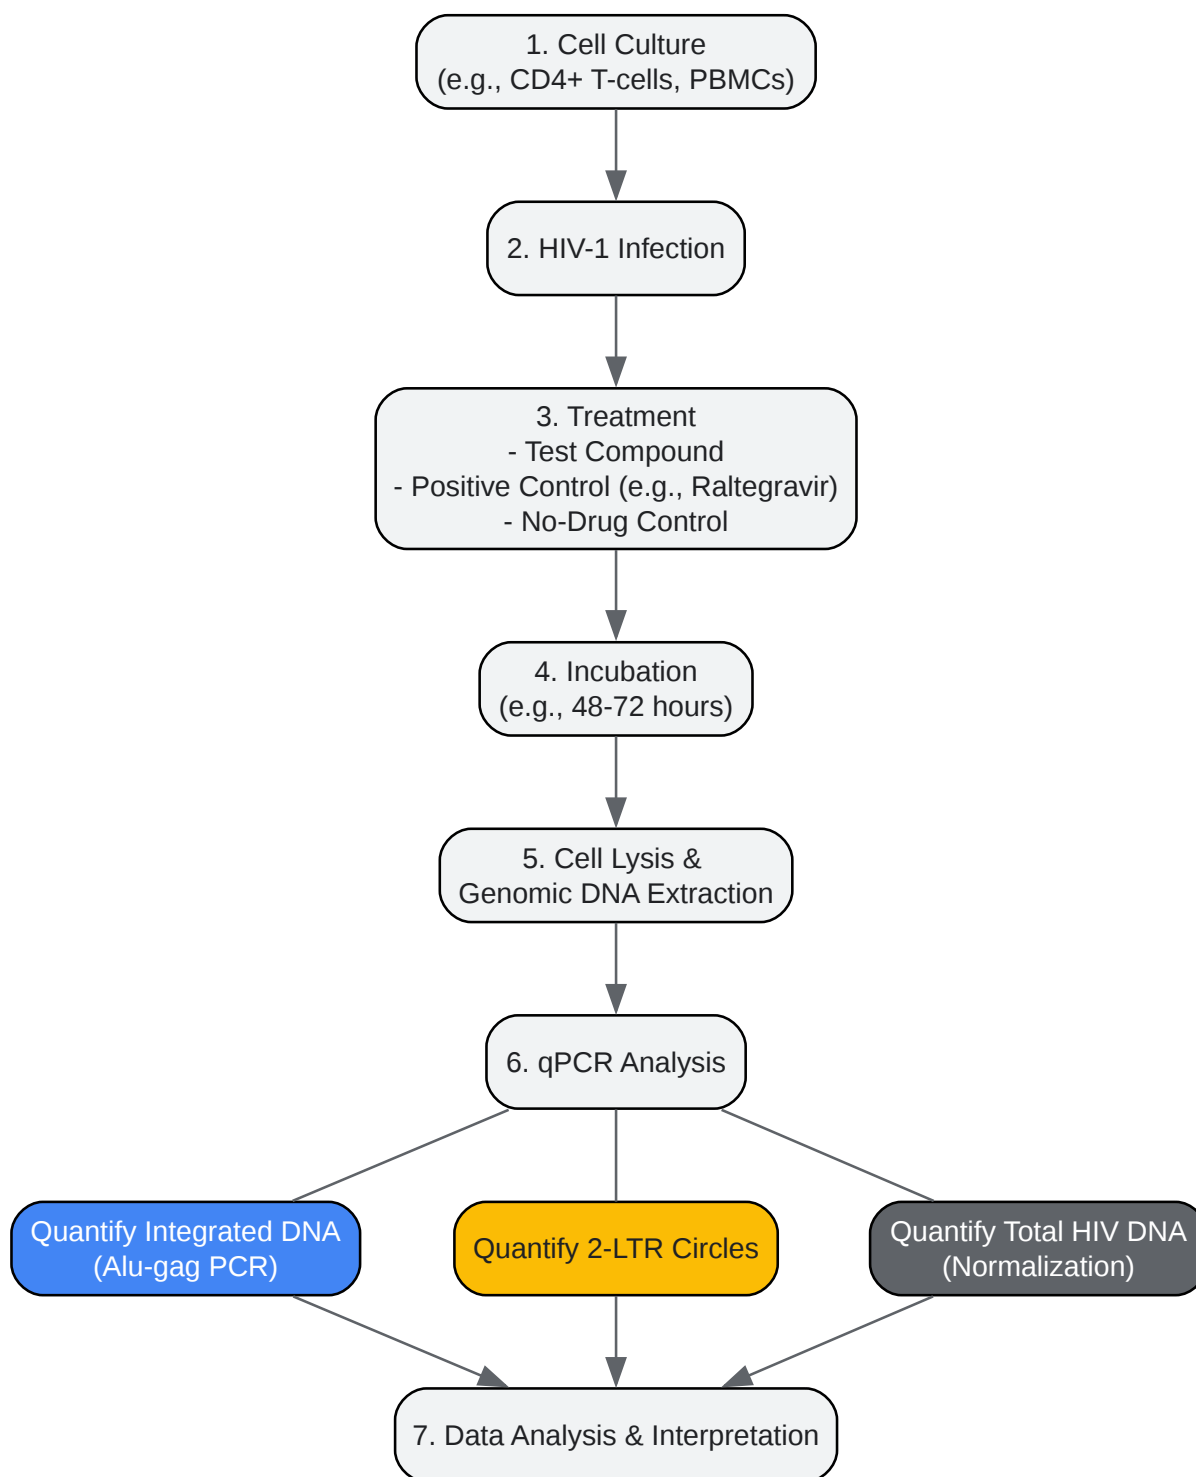 1. Cell Culture
(e.g., CD4+ T-cells, PBMCs)
2. HIV-1 Infection
3. Treatment
- Test Compound
- Positive Control (e.g., Raltegravir)
- No-Drug Control
4. Incubation
(e.g., 48-72 hours)
5. Cell Lysis &
Genomic DNA Extraction
6. qPCR Analysis
Quantify Integrated DNA
(Alu-gag PCR)
Quantify 2-LTR Circles
Quantify Total HIV DNA
(Normalization)
7. Data Analysis & Interpretation